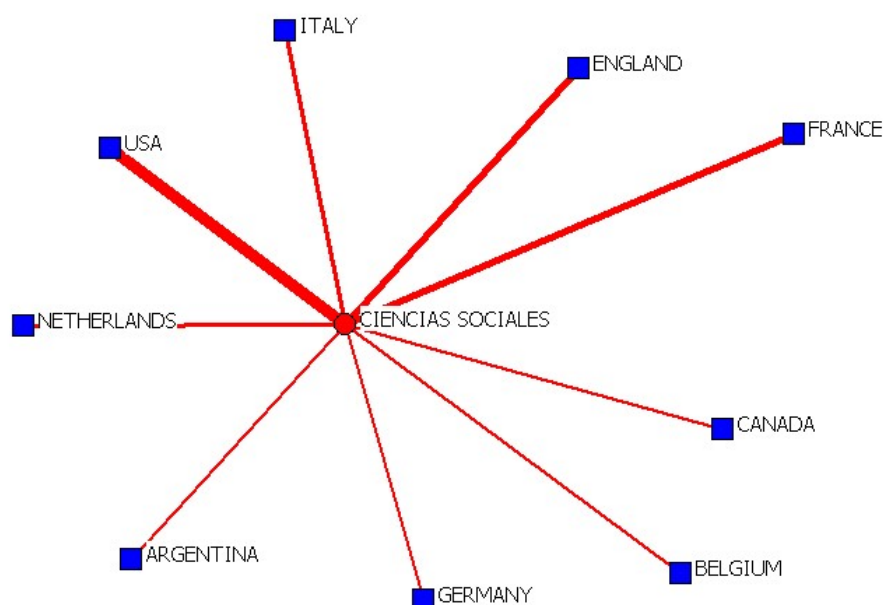 ITALY
ENGLAND
FRANCE
USA
NETHERLANDS
CIENCIAS SOCIALES
CANADA
ARGENTINA
BELGIUM
GERMANY